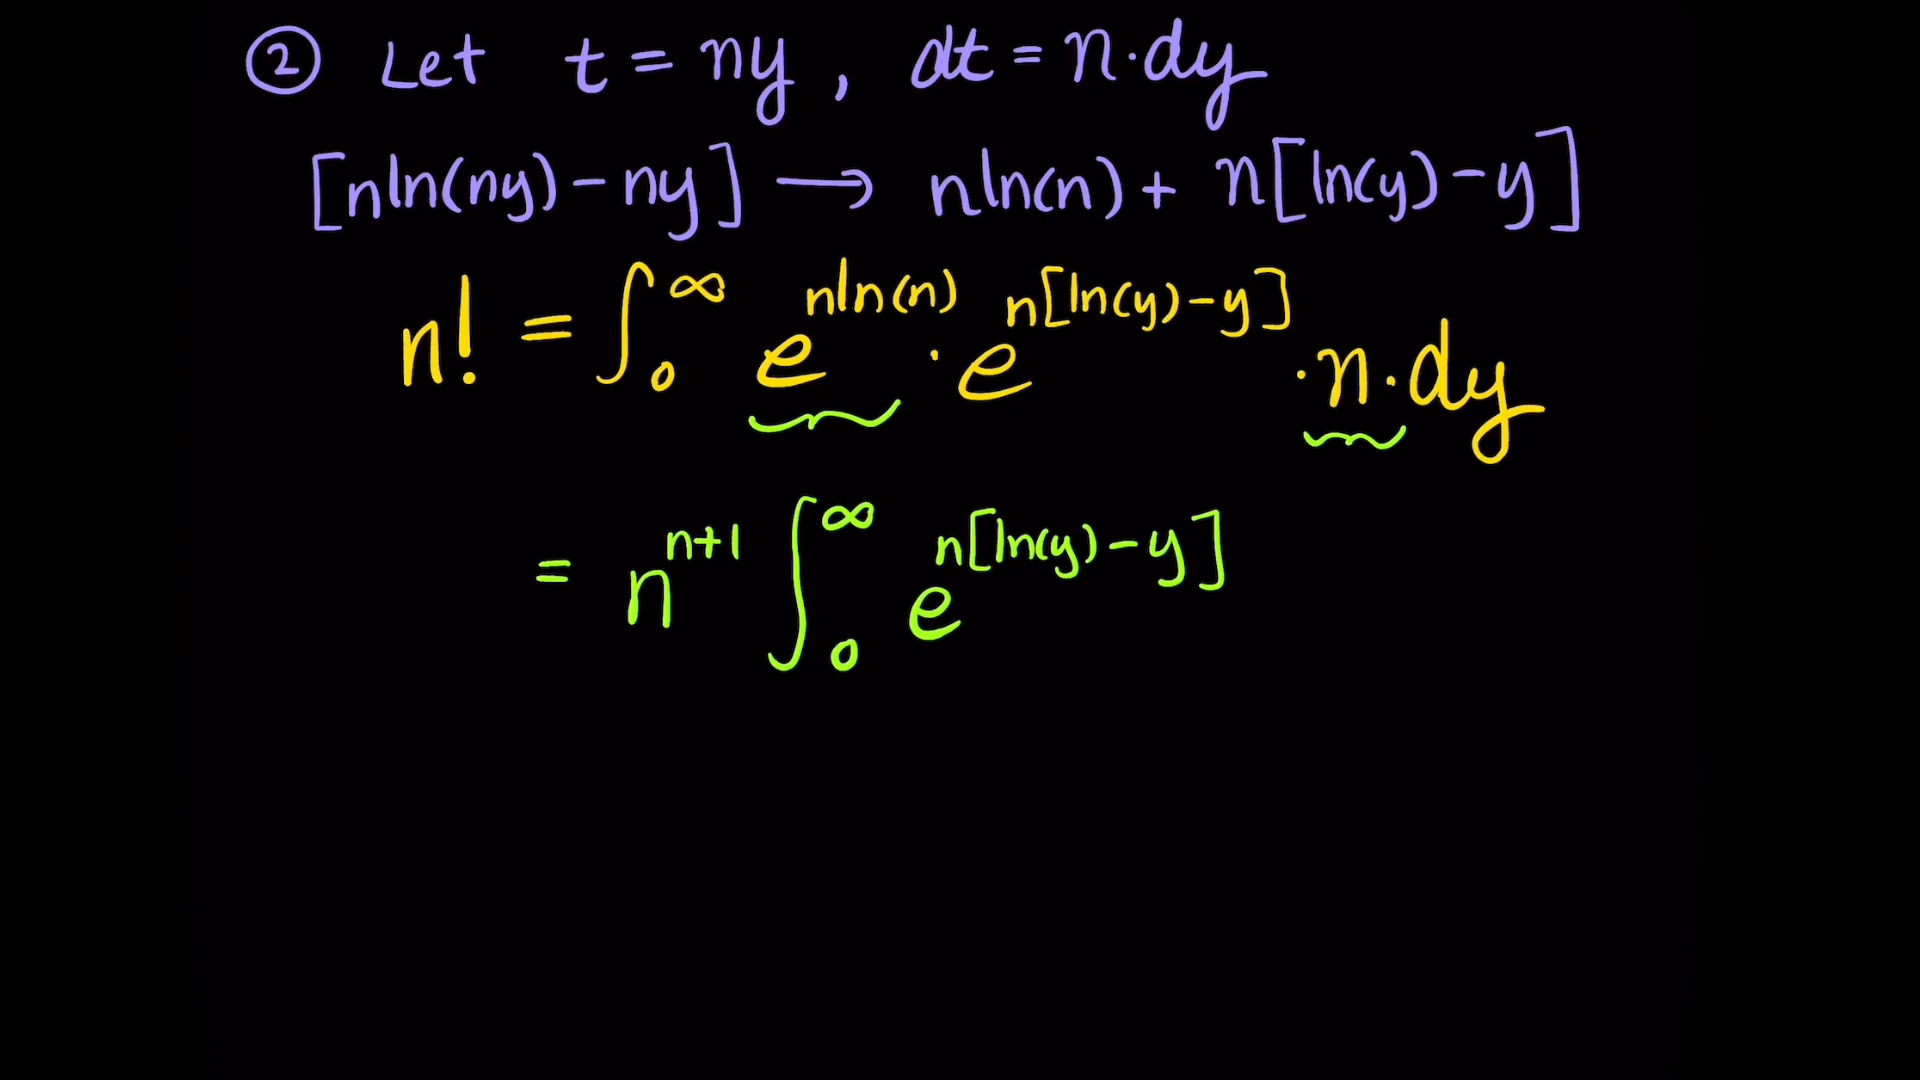 ② Let t = ny, dt = n·dy
[nln(ny) - ny] → nln(n) + n[ln(y) - y]
n! = ∫₀^∞ e^{nln(n)} · e^{n[ln(y) - y]} · n · dy
= n^{n+1} ∫₀^∞ e^{n[ln(y) - y]}